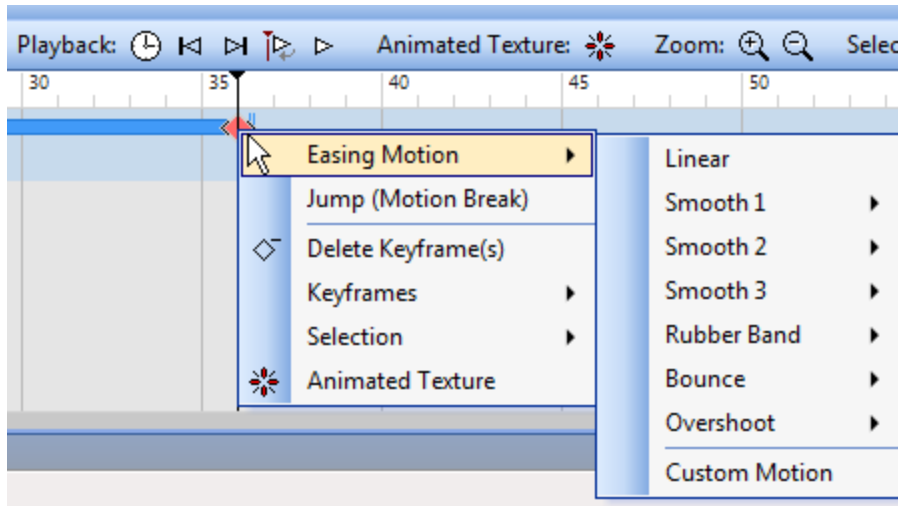 Playback: Animated Texture: Zoom: Selec
30 35 40 45 50
Easing Motion
Jump (Motion Break)
Delete Keyframe(s)
Keyframes
Selection
Animated Texture
Linear
Smooth 1
Smooth 2
Smooth 3
Rubber Band
Bounce
Overshoot
Custom Motion